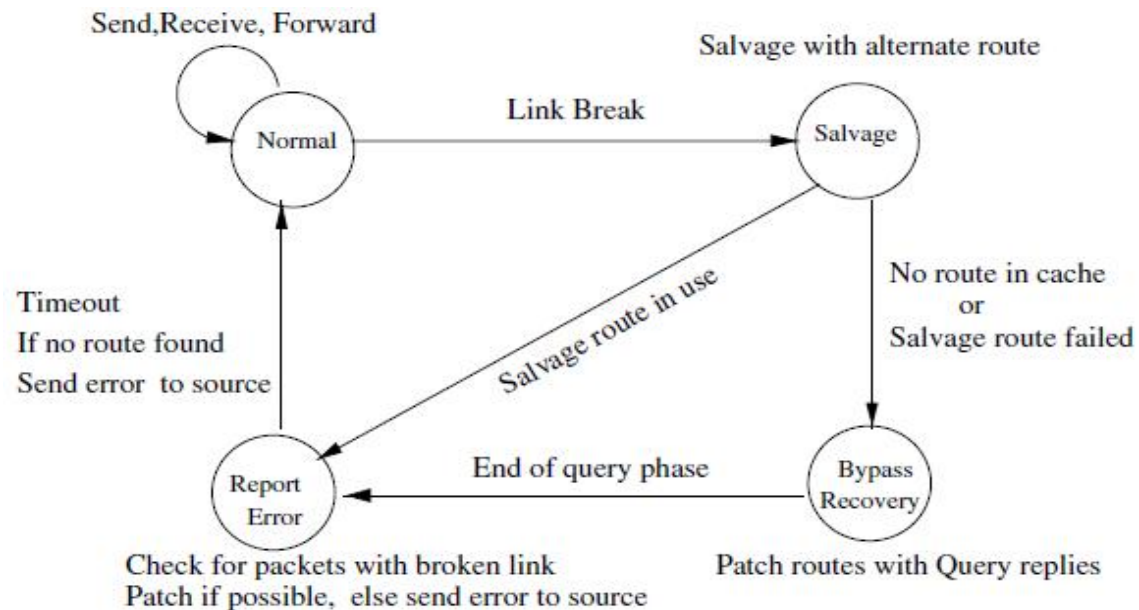 Send,Receive, Forward
Salvage with alternate route
Normal
Link Break
Salvage
Timeout
If no route found
Send error to source
Salvage route in use
No route in cache
or
Salvage route failed
Report
Error
End of query phase
Bypass
Recovery
Check for packets with broken link
Patch if possible, else send error to source
Patch routes with Query replies